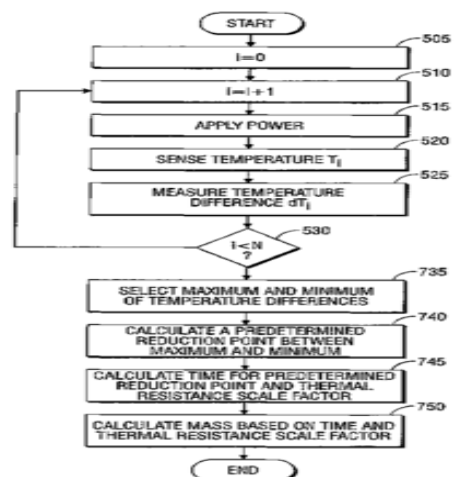 START
505
I=0
510
I=I+1
515
APPLY POWER
520
SENSE TEMPERATURE Ti
525
MEASURE TEMPERATURE
DIFFERENCE dTi
530
I<N
?
735
SELECT MAXIMUM AND MINIMUM
OF TEMPERATURE DIFFERENCES
740
CALCULATE A PREDETERMINED
REDUCTION POINT BETWEEN
MAXIMUM AND MINIMUM
745
CALCULATE TIME FOR PREDETERMINED
REDUCTION POINT AND THERMAL
RESISTANCE SCALE FACTOR
750
CALCULATE MASS BASED ON TIME AND
THERMAL RESISTANCE SCALE FACTOR
END